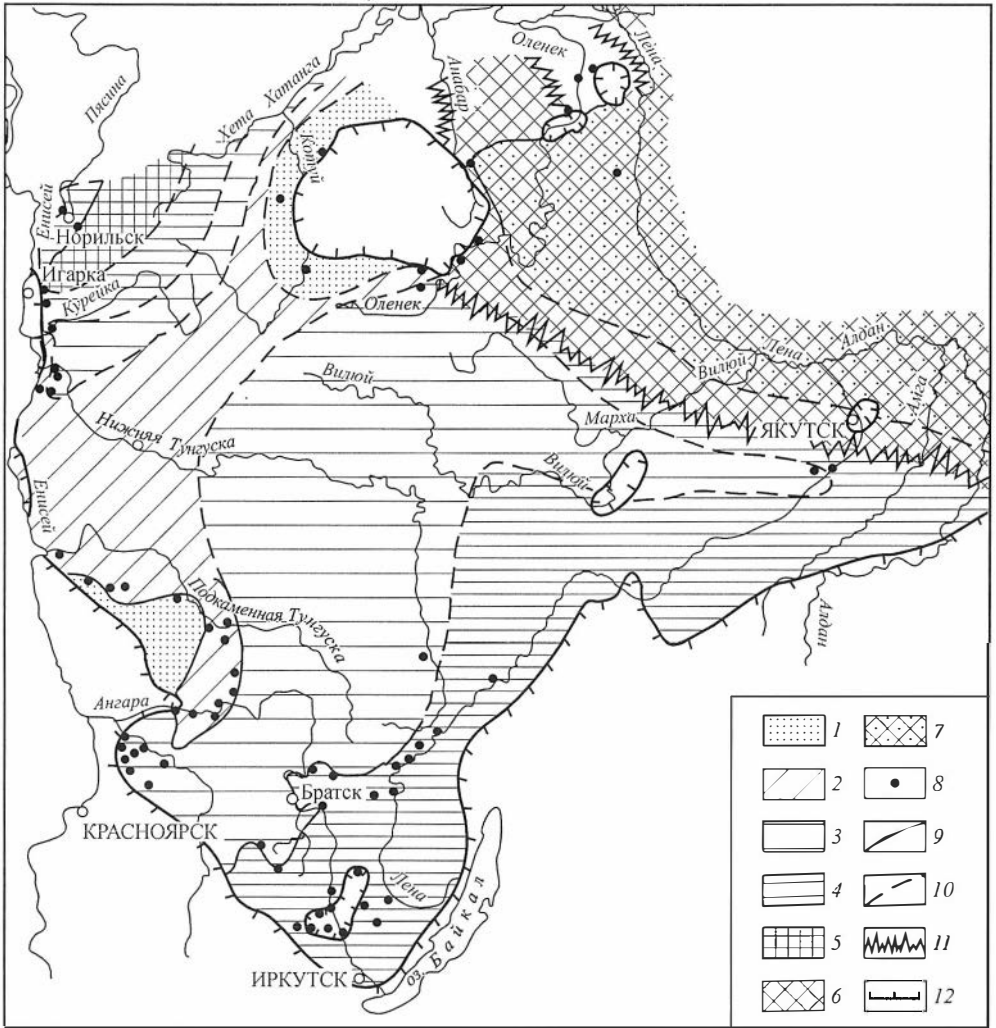 Оленек
Лена
Анабар
Хатанга
Хета
Пясина
Котуй
Енисей
Норильск
Игарка
Курейка
Оленек
Алдан
Лена
Вилюй
Амга
Вилюй
Марха
ЯКУТСК
Нижняя Тунгуска
Вилюй
Енисей
Подкаменная Тунгуска
Алдан
Ангара
Братск
КРАСНОЯРСК
Лена
оз. Байкал
ИРКУТСК
1 7
2 8
3 9
4 10
5 11
6 12